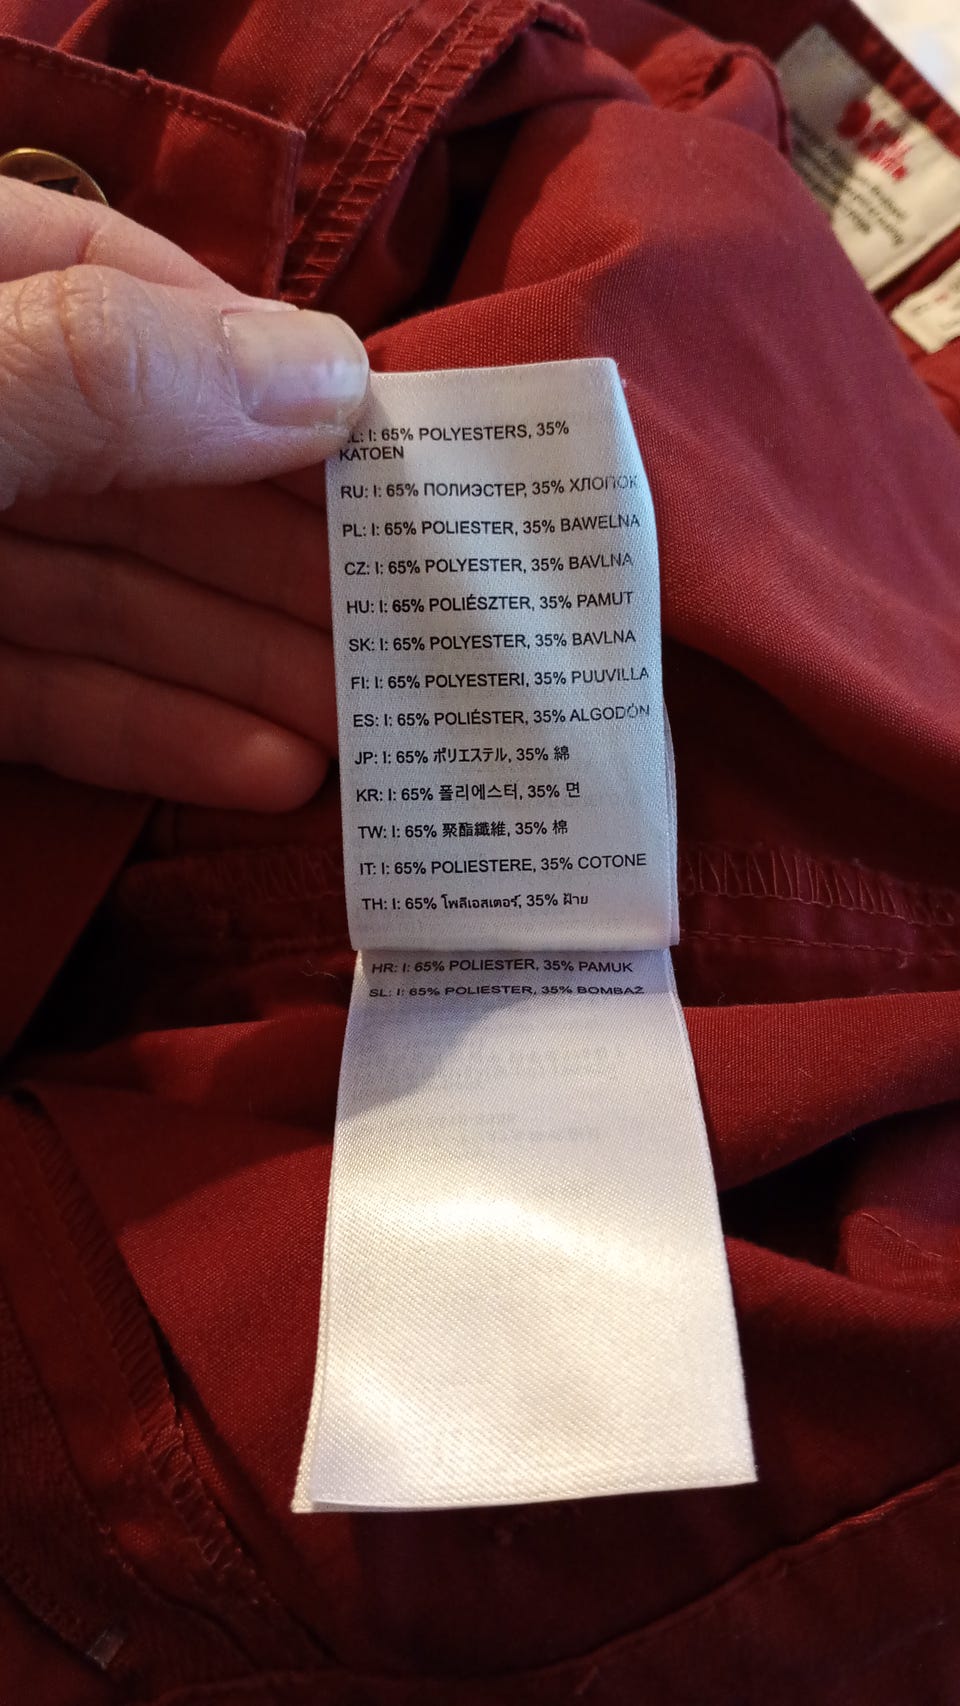 L: I: 65% POLYESTERS, 35%
KATOEN
RU: I: 65% ПОЛИЭСТЕР, 35% ХЛОПОК
PL: I: 65% POLIESTER, 35% BAWEŁNA
CZ: I: 65% POLYESTER, 35% BAVLNA
HU: I: 65% POLIÉSZTER, 35% PAMUT
SK: I: 65% POLYESTER, 35% BAVLNA
FI: I: 65% POLYESTERI, 35% PUUVILLA
ES: I: 65% POLIÉSTER, 35% ALGODÓN
JP: I: 65% ポリエステル, 35% 綿
KR: I: 65% 폴리에스터, 35% 면
TW: I: 65% 聚酯纖維, 35% 棉
IT: I: 65% POLIESTERE, 35% COTONE
TH: I: 65% โพลีเอสเตอร์, 35% ฝ้าย
HR: I: 65% POLIESTER, 35% PAMUK
SL: I: 65% POLIESTER, 35% BOMBAŽ